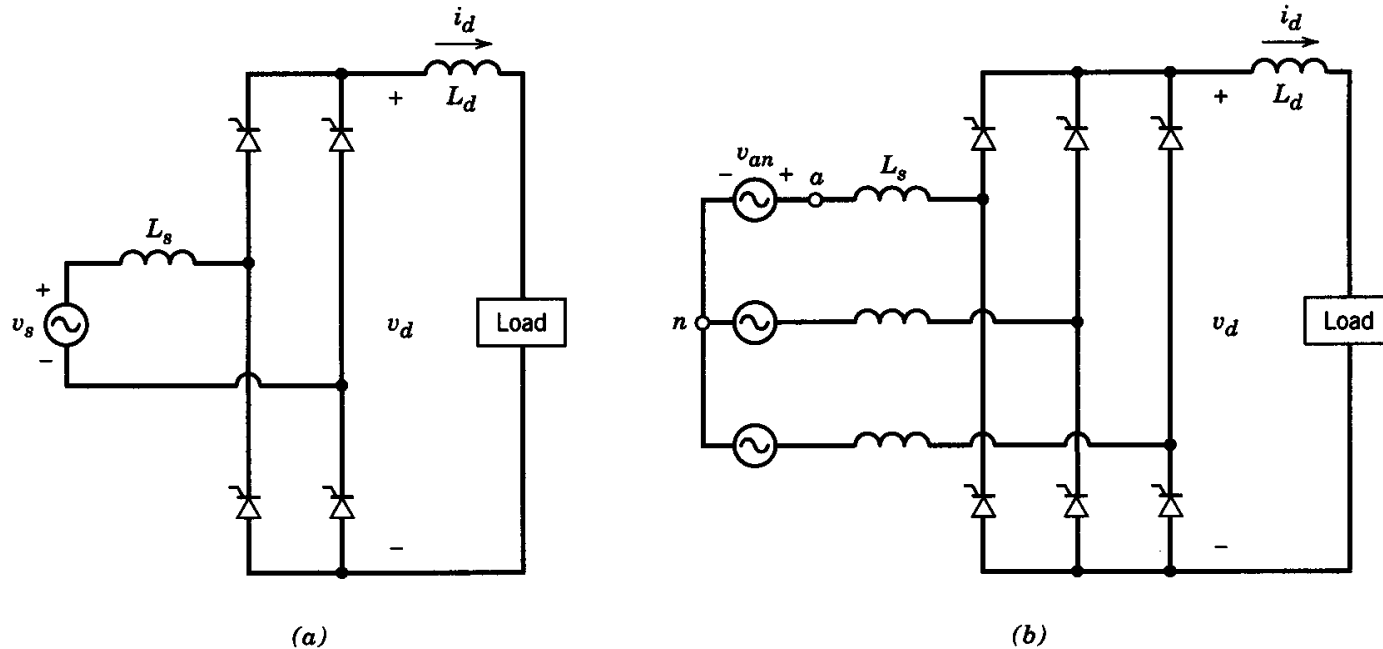 i_d
+
L_d
L_s
+
v_s
−
v_d
Load
−
(a)
i_d
+
L_d
v_an
−
+
a
L_s
n
v_d
Load
−
(b)